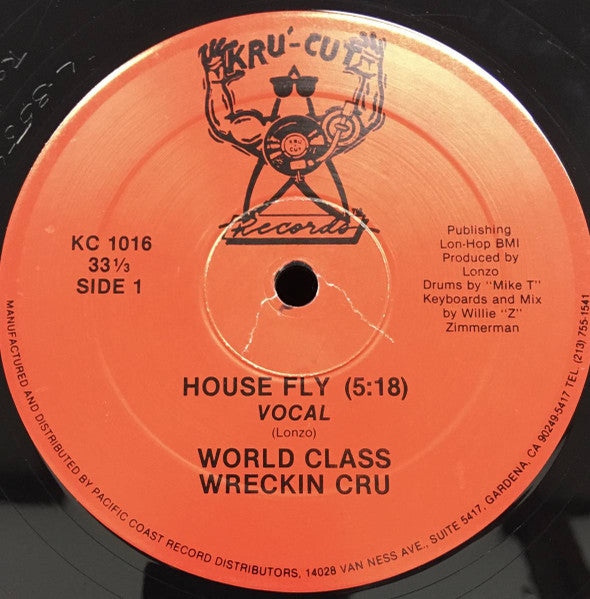 KRU'-CUT
KRU
CUT
Records
KC 1016
33 1/3
SIDE 1
Publishing
Lon-Hop BMI
Produced by
Lonzo
Drums by "Mike T"
Keyboards and Mix
by Willie "Z"
Zimmerman
HOUSE FLY (5:18)
VOCAL
(Lonzo)
WORLD CLASS
WRECKIN CRU
MANUFACTURED AND DISTRIBUTED BY PACIFIC COAST RECORD DISTRIBUTORS, 14028 VAN NESS AVE., SUITE 5417, GARDENA, CA 90249-5417 TEL. (213) 755-1541